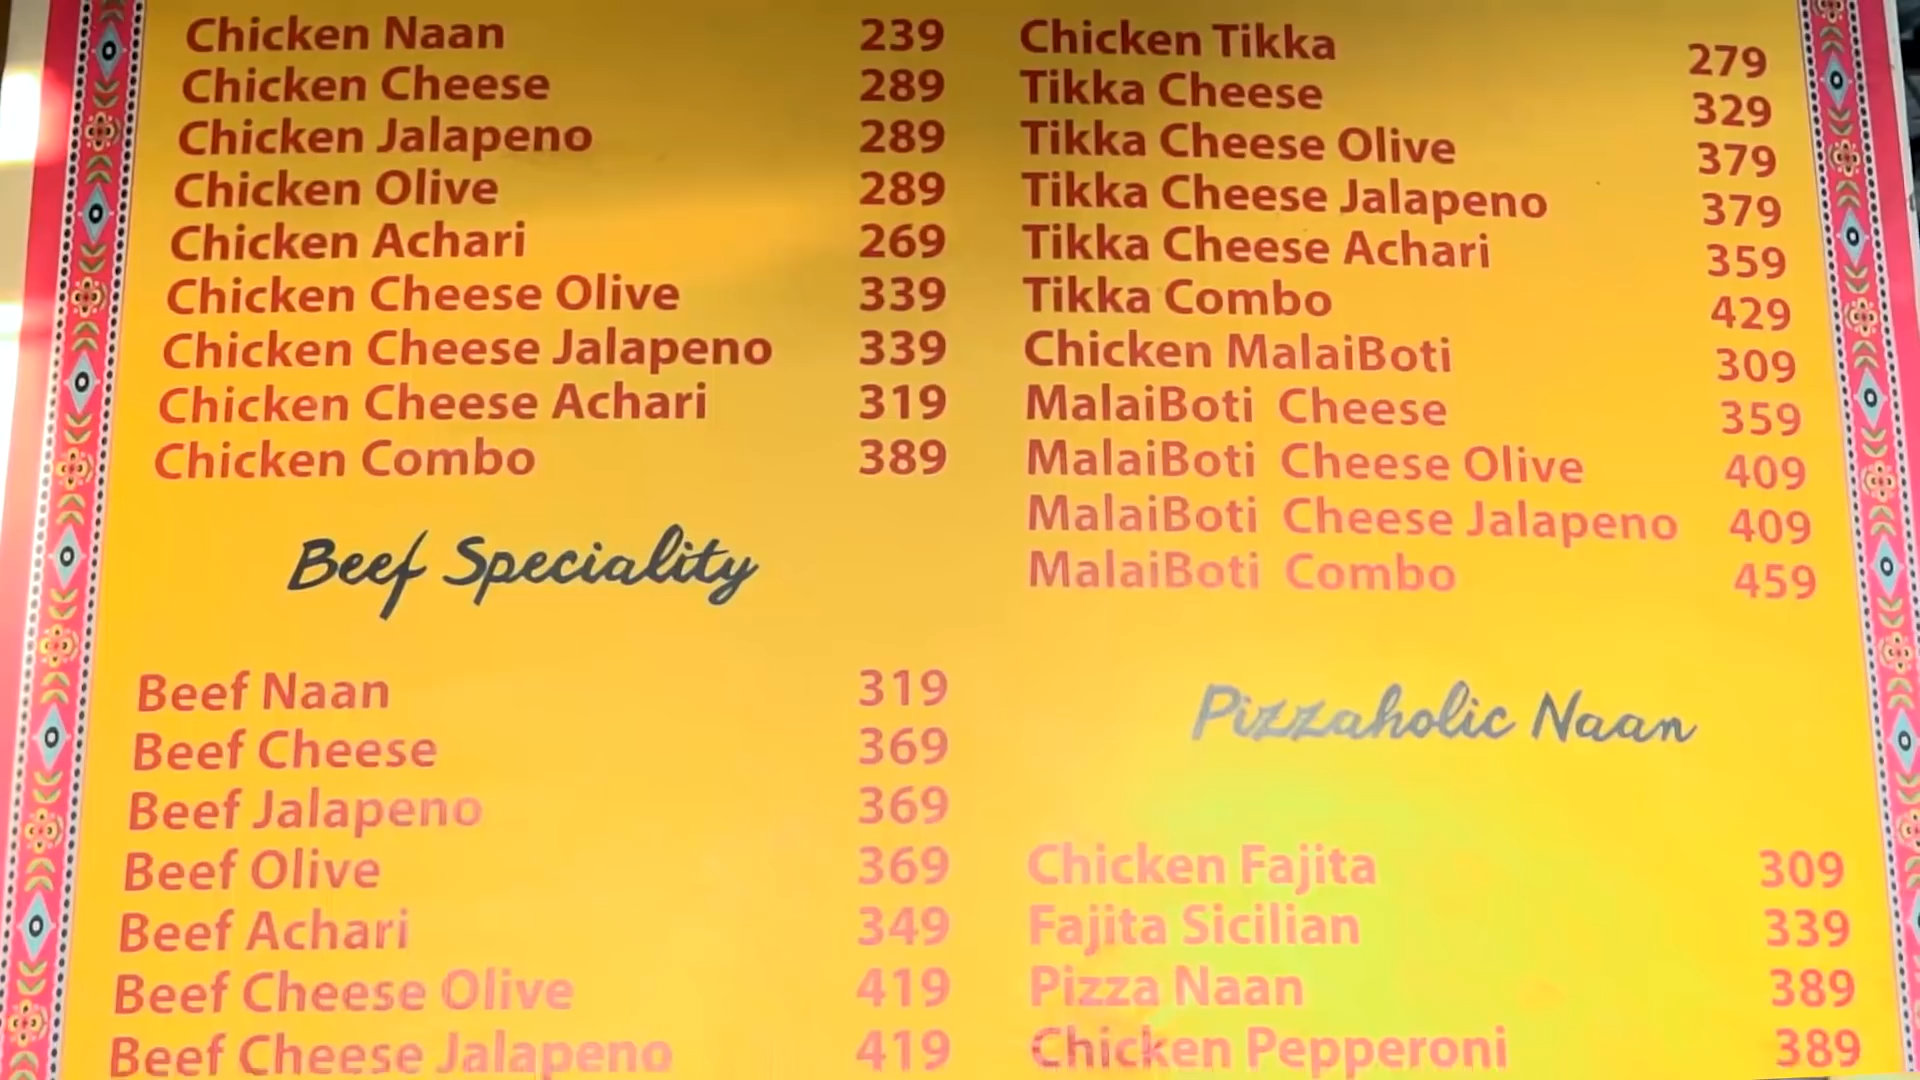 Chicken Naan 239
Chicken Cheese 289
Chicken Jalapeno 289
Chicken Olive 289
Chicken Achari 269
Chicken Cheese Olive 339
Chicken Cheese Jalapeno 339
Chicken Cheese Achari 319
Chicken Combo 389
Beef Speciality
Beef Naan 319
Beef Cheese 369
Beef Jalapeno 369
Beef Olive 369
Beef Achari 349
Beef Cheese Olive 419
Beef Cheese Jalapeno 419
Chicken Tikka 279
Tikka Cheese 329
Tikka Cheese Olive 379
Tikka Cheese Jalapeno 379
Tikka Cheese Achari 359
Tikka Combo 429
Chicken MalaiBoti 309
MalaiBoti Cheese 359
MalaiBoti Cheese Olive 409
MalaiBoti Cheese Jalapeno 409
MalaiBoti Combo 459
Pizzaholic Naan
Chicken Fajita 309
Fajita Sicilian 339
Pizza Naan 389
Chicken Pepperoni 389